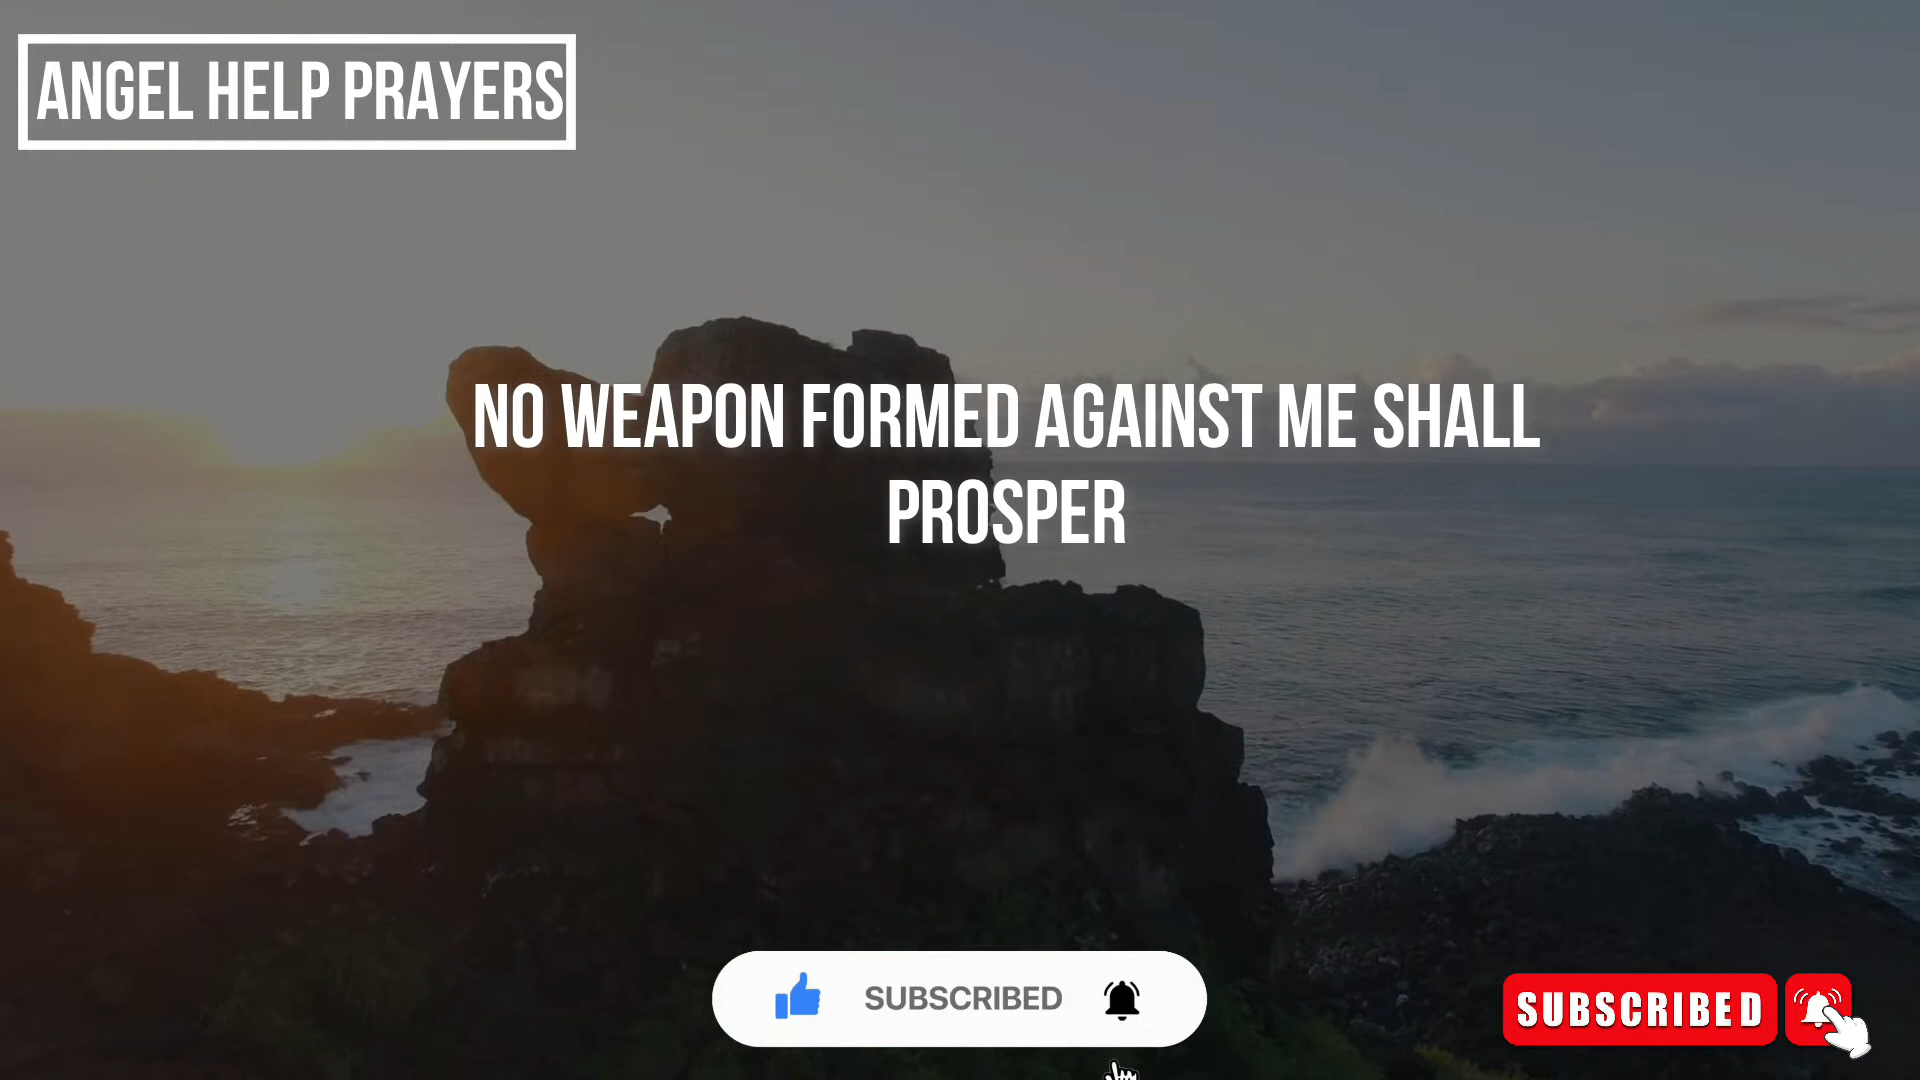 ANGEL HELP PRAYERS
NO WEAPON FORMED AGAINST ME SHALL
PROSPER
SUBSCRIBED
SUBSCRIBED